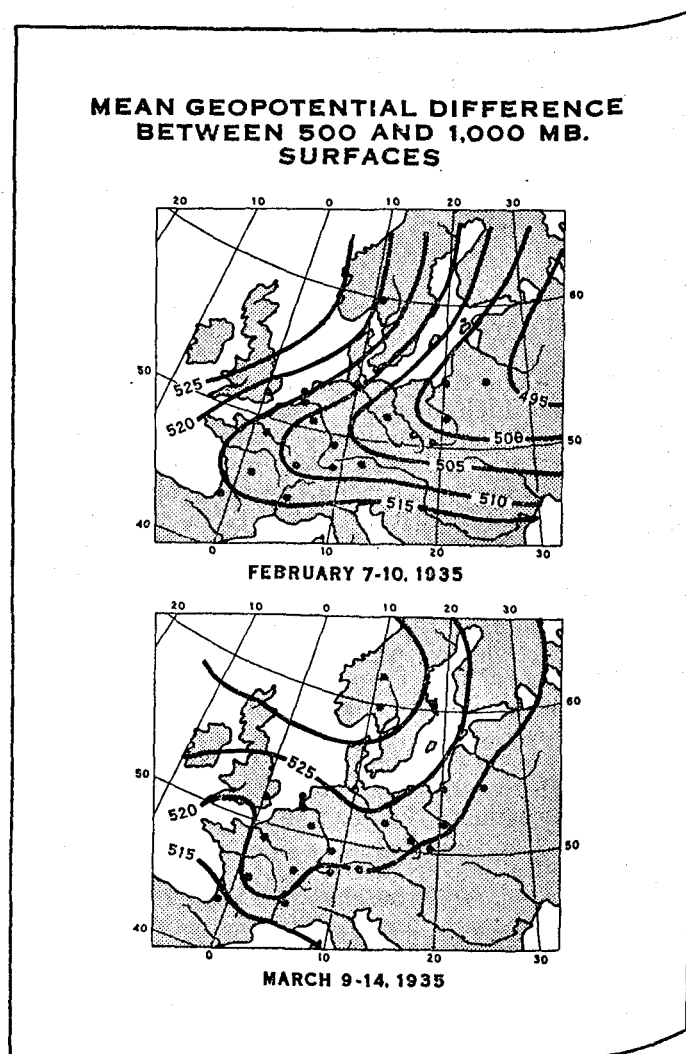 MEAN GEOPOTENTIAL DIFFERENCE
BETWEEN 500 AND 1,000 MB.
SURFACES
20 10 0 10 20 30
60
50
525
520
495
500
50
505
510
515
40
0 10 20 30
FEBRUARY 7-10, 1935
20 10 0 10 20 30
60
525
50
520
515
50
40
0 10 20 30
MARCH 9-14, 1935